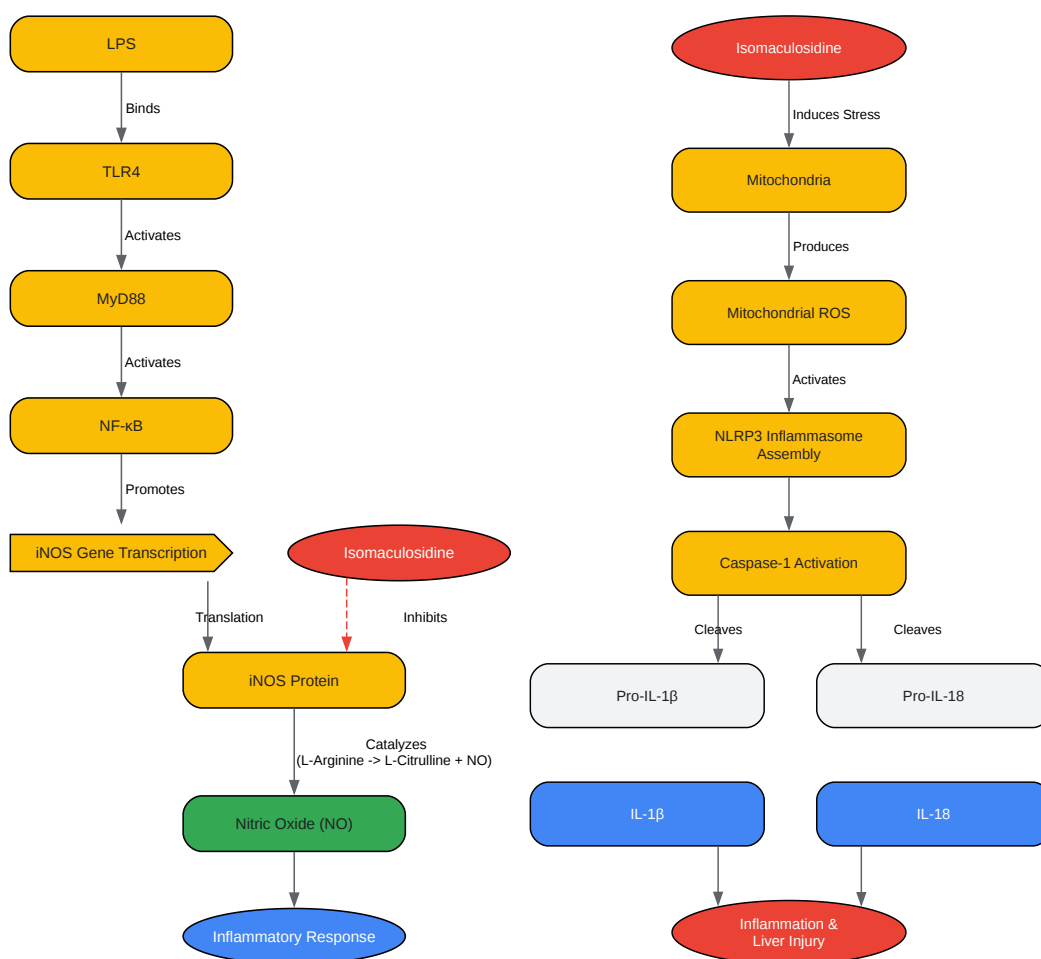 LPS
Binds
TLR4
Activates
MyD88
Activates
NF-κB
Promotes
iNOS Gene Transcription
Isomaculosidine
Translation
Inhibits
iNOS Protein
Catalyzes
(L-Arginine -> L-Citrulline + NO)
Nitric Oxide (NO)
Inflammatory Response
Isomaculosidine
Induces Stress
Mitochondria
Produces
Mitochondrial ROS
Activates
NLRP3 Inflammasome
Assembly
Caspase-1 Activation
Cleaves
Cleaves
Pro-IL-1β
Pro-IL-18
IL-1β
IL-18
Inflammation &
Liver Injury